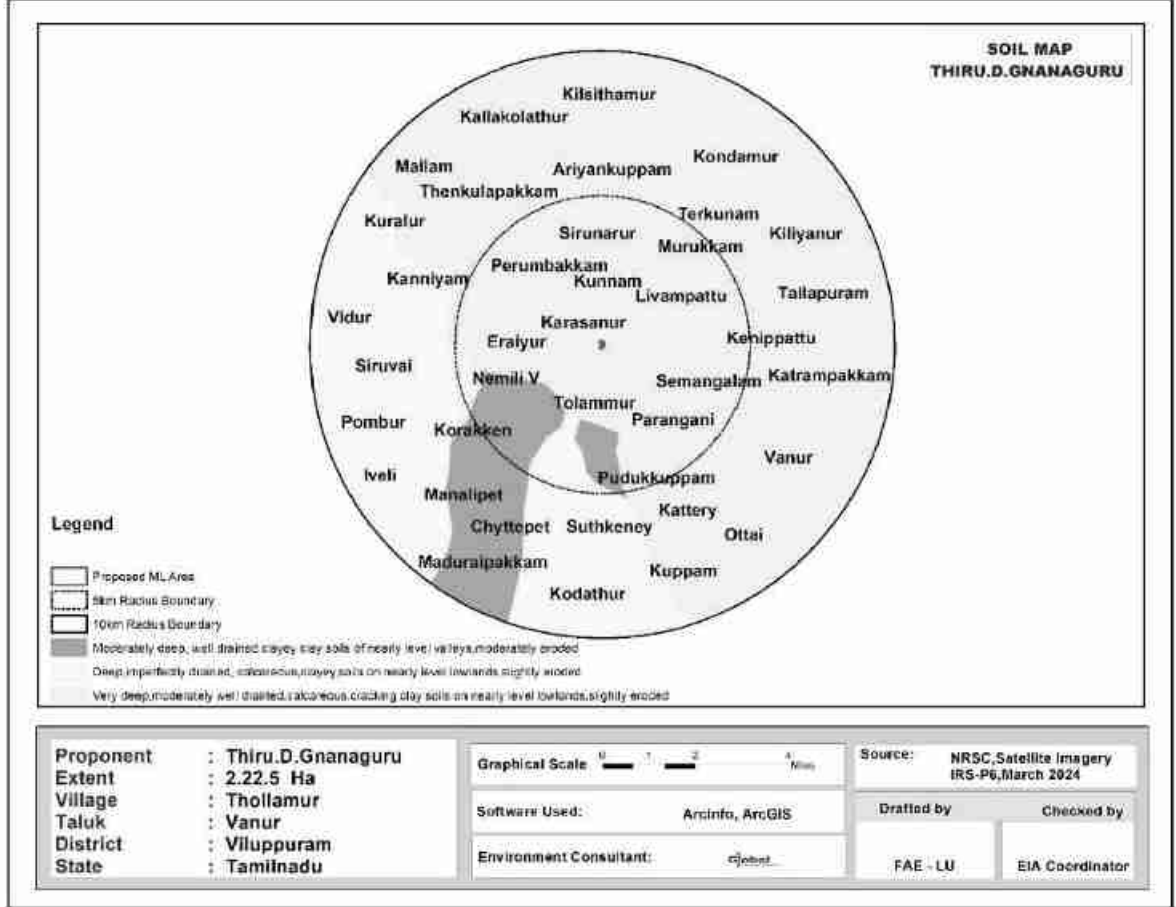 SOIL MAP
THIRU.D.GNANAGURU
Kilsithamur
Kallakolathur
Kondamur
Mailam
Ariyankuppam
Thenkulapakkam
Terkunam
Kuralur
Sirunarur
Kiliyanur
Murukkam
Perumbakkam
Kanniyam
Kunnam
Livampattu
Tailapuram
Vidur
Karasanur
Eraiyur
Kenippattu
Siruvai
Nemili V
Semangalam
Katrampakkam
Tolammur
Pombur
Parangani
Korakken
Vanur
Iveli
Pudukkuppam
Manalipet
Kattery
Chyttepet
Suthkeney
Ottai
Maduraipakkam
Kuppam
Kodathur
Legend
Proposed ML Area
5km Radius Boundary
10km Radius Boundary
Moderately deep, well drained,clayey clay soils of nearly level valleys,moderately eroded
Deep,imperfectly drained, calcareous,clayey,soils on nearly level lowlands,slightly eroded
Very deep,moderately well drained,calcareous,cracking clay soils on nearly level lowlands,slightly eroded
Proponent : Thiru.D.Gnanaguru
Extent : 2.22.5 Ha
Village : Thollamur
Taluk : Vanur
District : Viluppuram
State : Tamilnadu
Graphical Scale 0 1 2 4 Miles
Software Used: Arcinfo, ArcGIS
Environment Consultant:
Source: NRSC,Satellite Imagery
IRS-P6,March 2024
Drafted by Checked by
FAE - LU EIA Coordinator